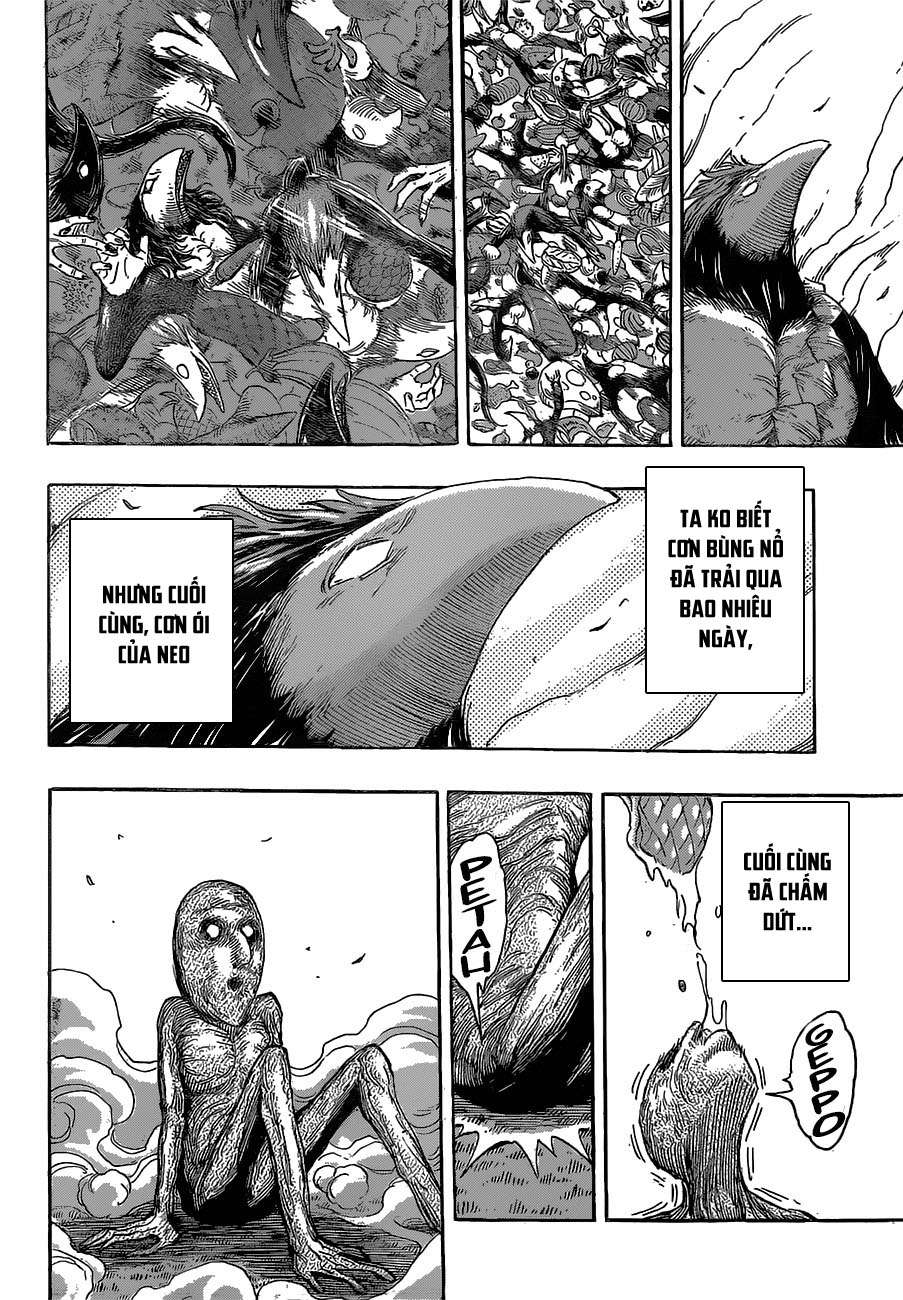 TA KO BIẾT
CƠN BÙNG NỔ
ĐÃ TRẢI QUA
BAO NHIÊU
NGÀY,
NHƯNG CUỐI
CÙNG, CƠN ÓI
CỦA NEO
CUỐI CÙNG
ĐÃ CHẤM
DỨT...
GEPPO
PETAH